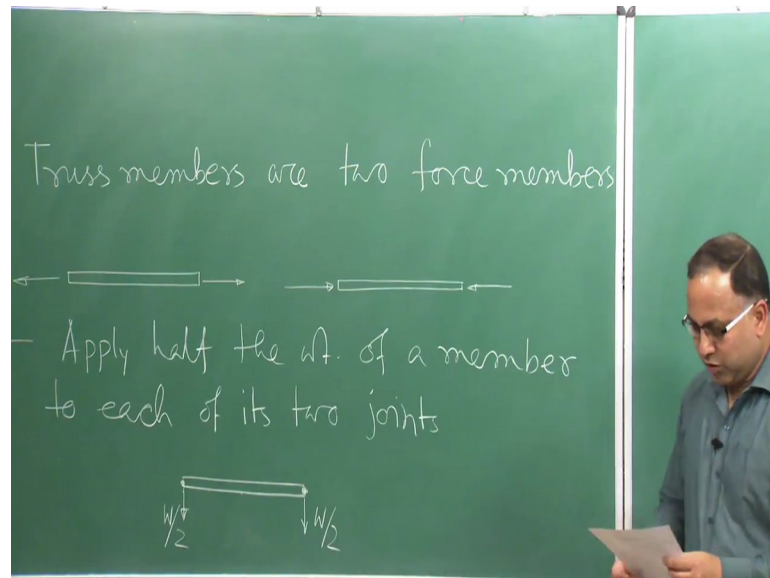 Truss members are two force members
- Apply half the wt. of a member
to each of its two joints
W/2 W/2